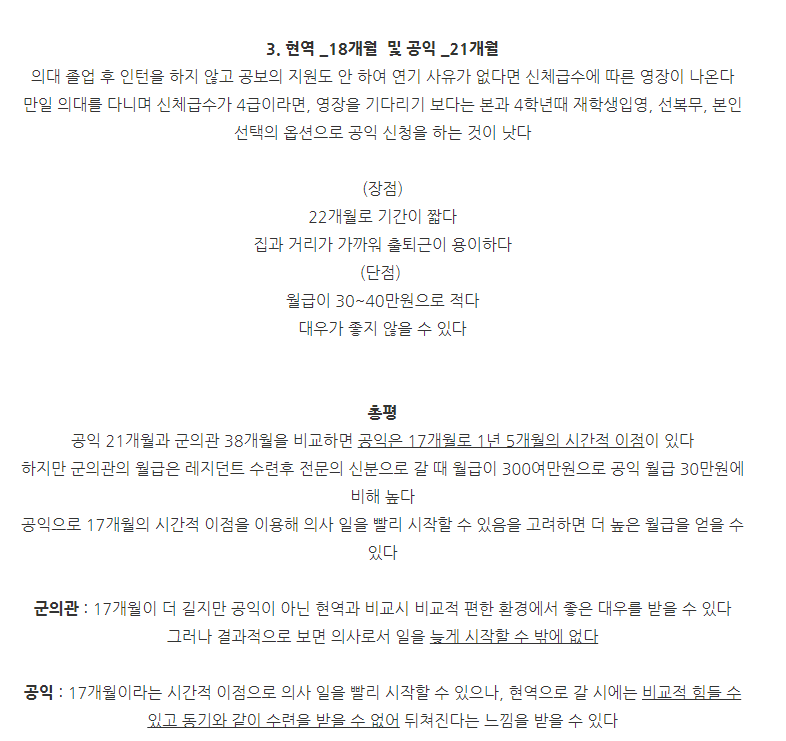 3. 현역 _18개월 및 공익 _21개월
의대 졸업 후 인턴을 하지 않고 공보의 지원도 안 하여 연기 사유가 없다면 신체급수에 따른 영장이 나온다
만일 의대를 다니며 신체급수가 4급이라면, 영장을 기다리기 보다는 본과 4학년때 재학생입영, 선복무, 본인
선택의 옵션으로 공익 신청을 하는 것이 낫다
(장점)
22개월로 기간이 짧다
집과 거리가 가까워 출퇴근이 용이하다
(단점)
월급이 30~40만원으로 적다
대우가 좋지 않을 수 있다
총평
공익 21개월과 군의관 38개월을 비교하면 공익은 17개월로 1년 5개월의 시간적 이점이 있다
하지만 군의관의 월급은 레지던트 수련후 전문의 신분으로 갈 때 월급이 300여만원으로 공익 월급 30만원에
비해 높다
공익으로 17개월의 시간적 이점을 이용해 의사 일을 빨리 시작할 수 있음을 고려하면 더 높은 월급을 얻을 수
있다
군의관 : 17개월이 더 길지만 공익이 아닌 현역과 비교시 비교적 편한 환경에서 좋은 대우를 받을 수 있다
그러나 결과적으로 보면 의사로서 일을 늦게 시작할 수 밖에 없다
공익 : 17개월이라는 시간적 이점으로 의사 일을 빨리 시작할 수 있으나, 현역으로 갈 시에는 비교적 힘들 수
있고 동기와 같이 수련을 받을 수 없어 뒤쳐진다는 느낌을 받을 수 있다